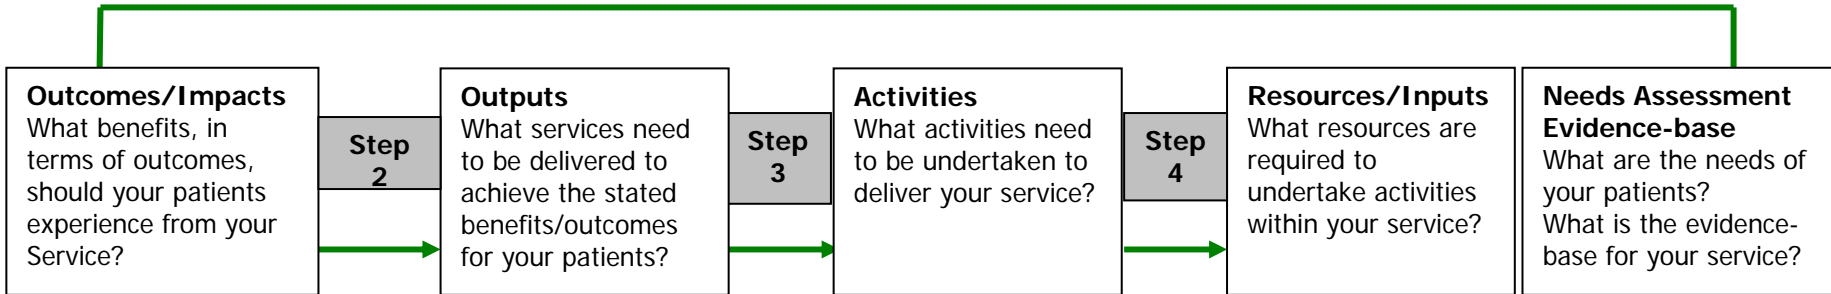 Outcomes/Impacts
What benefits, in
terms of outcomes,
should your patients
experience from your
Service?
Step
2
Outputs
What services need
to be delivered to
achieve the stated
benefits/outcomes
for your patients?
Step
3
Activities
What activities need
to be undertaken to
deliver your service?
Step
4
Resources/Inputs
What resources are
required to
undertake activities
within your service?
Needs Assessment
Evidence-base
What are the needs of
your patients?
What is the evidence-
base for your service?